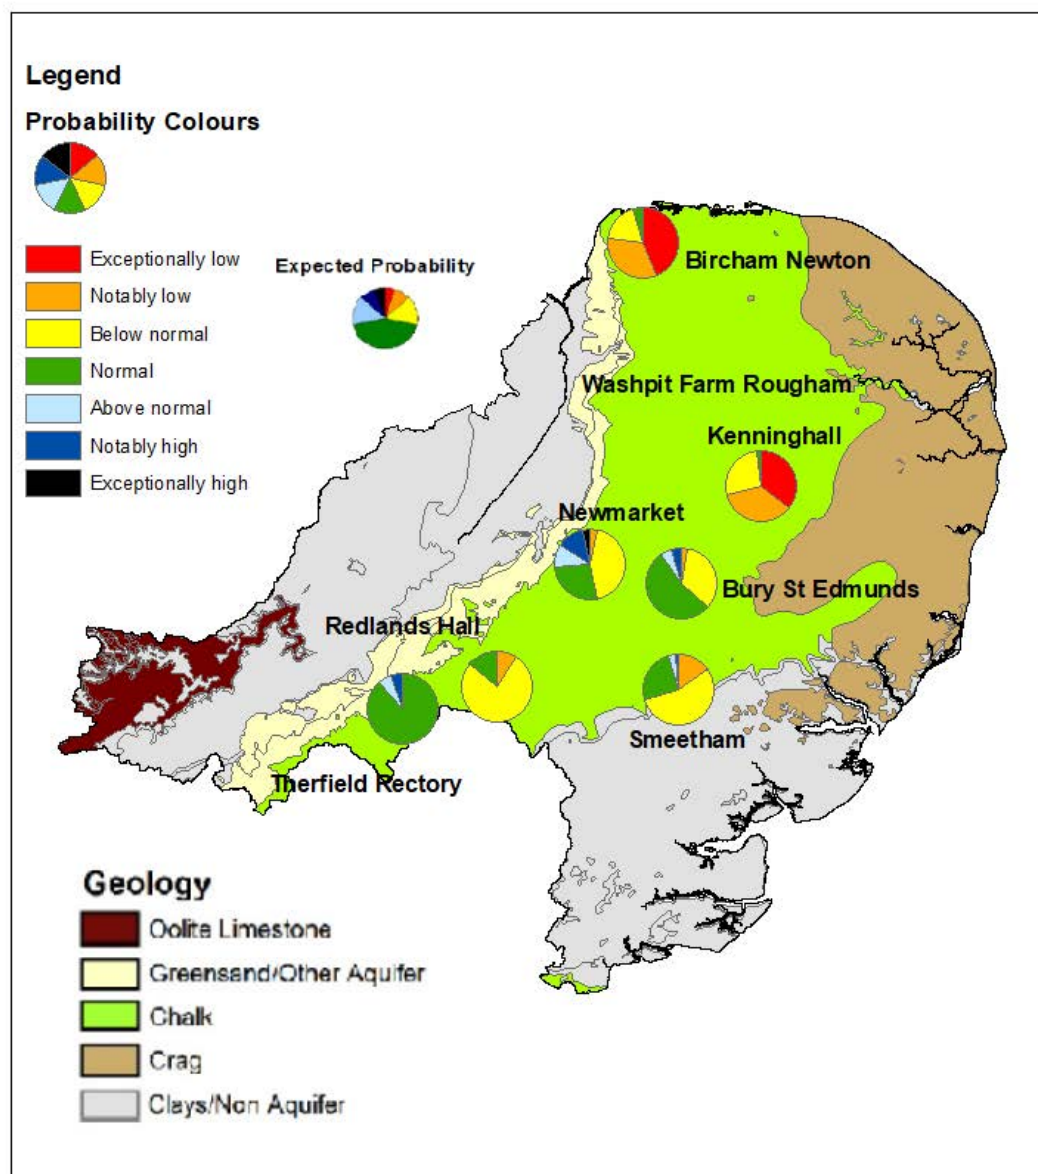 Legend
Probability Colours
Exceptionally low
Notably low
Below normal
Normal
Above normal
Notably high
Exceptionally high
Expected Probability
Bircham Newton
Washpit Farm Rougham
Kenninghall
Newmarket
Bury St Edmunds
Redlands Hall
Smeetham
Therfield Rectory
Geology
Oolite Limestone
Greensand/Other Aquifer
Chalk
Crag
Clays/Non Aquifer